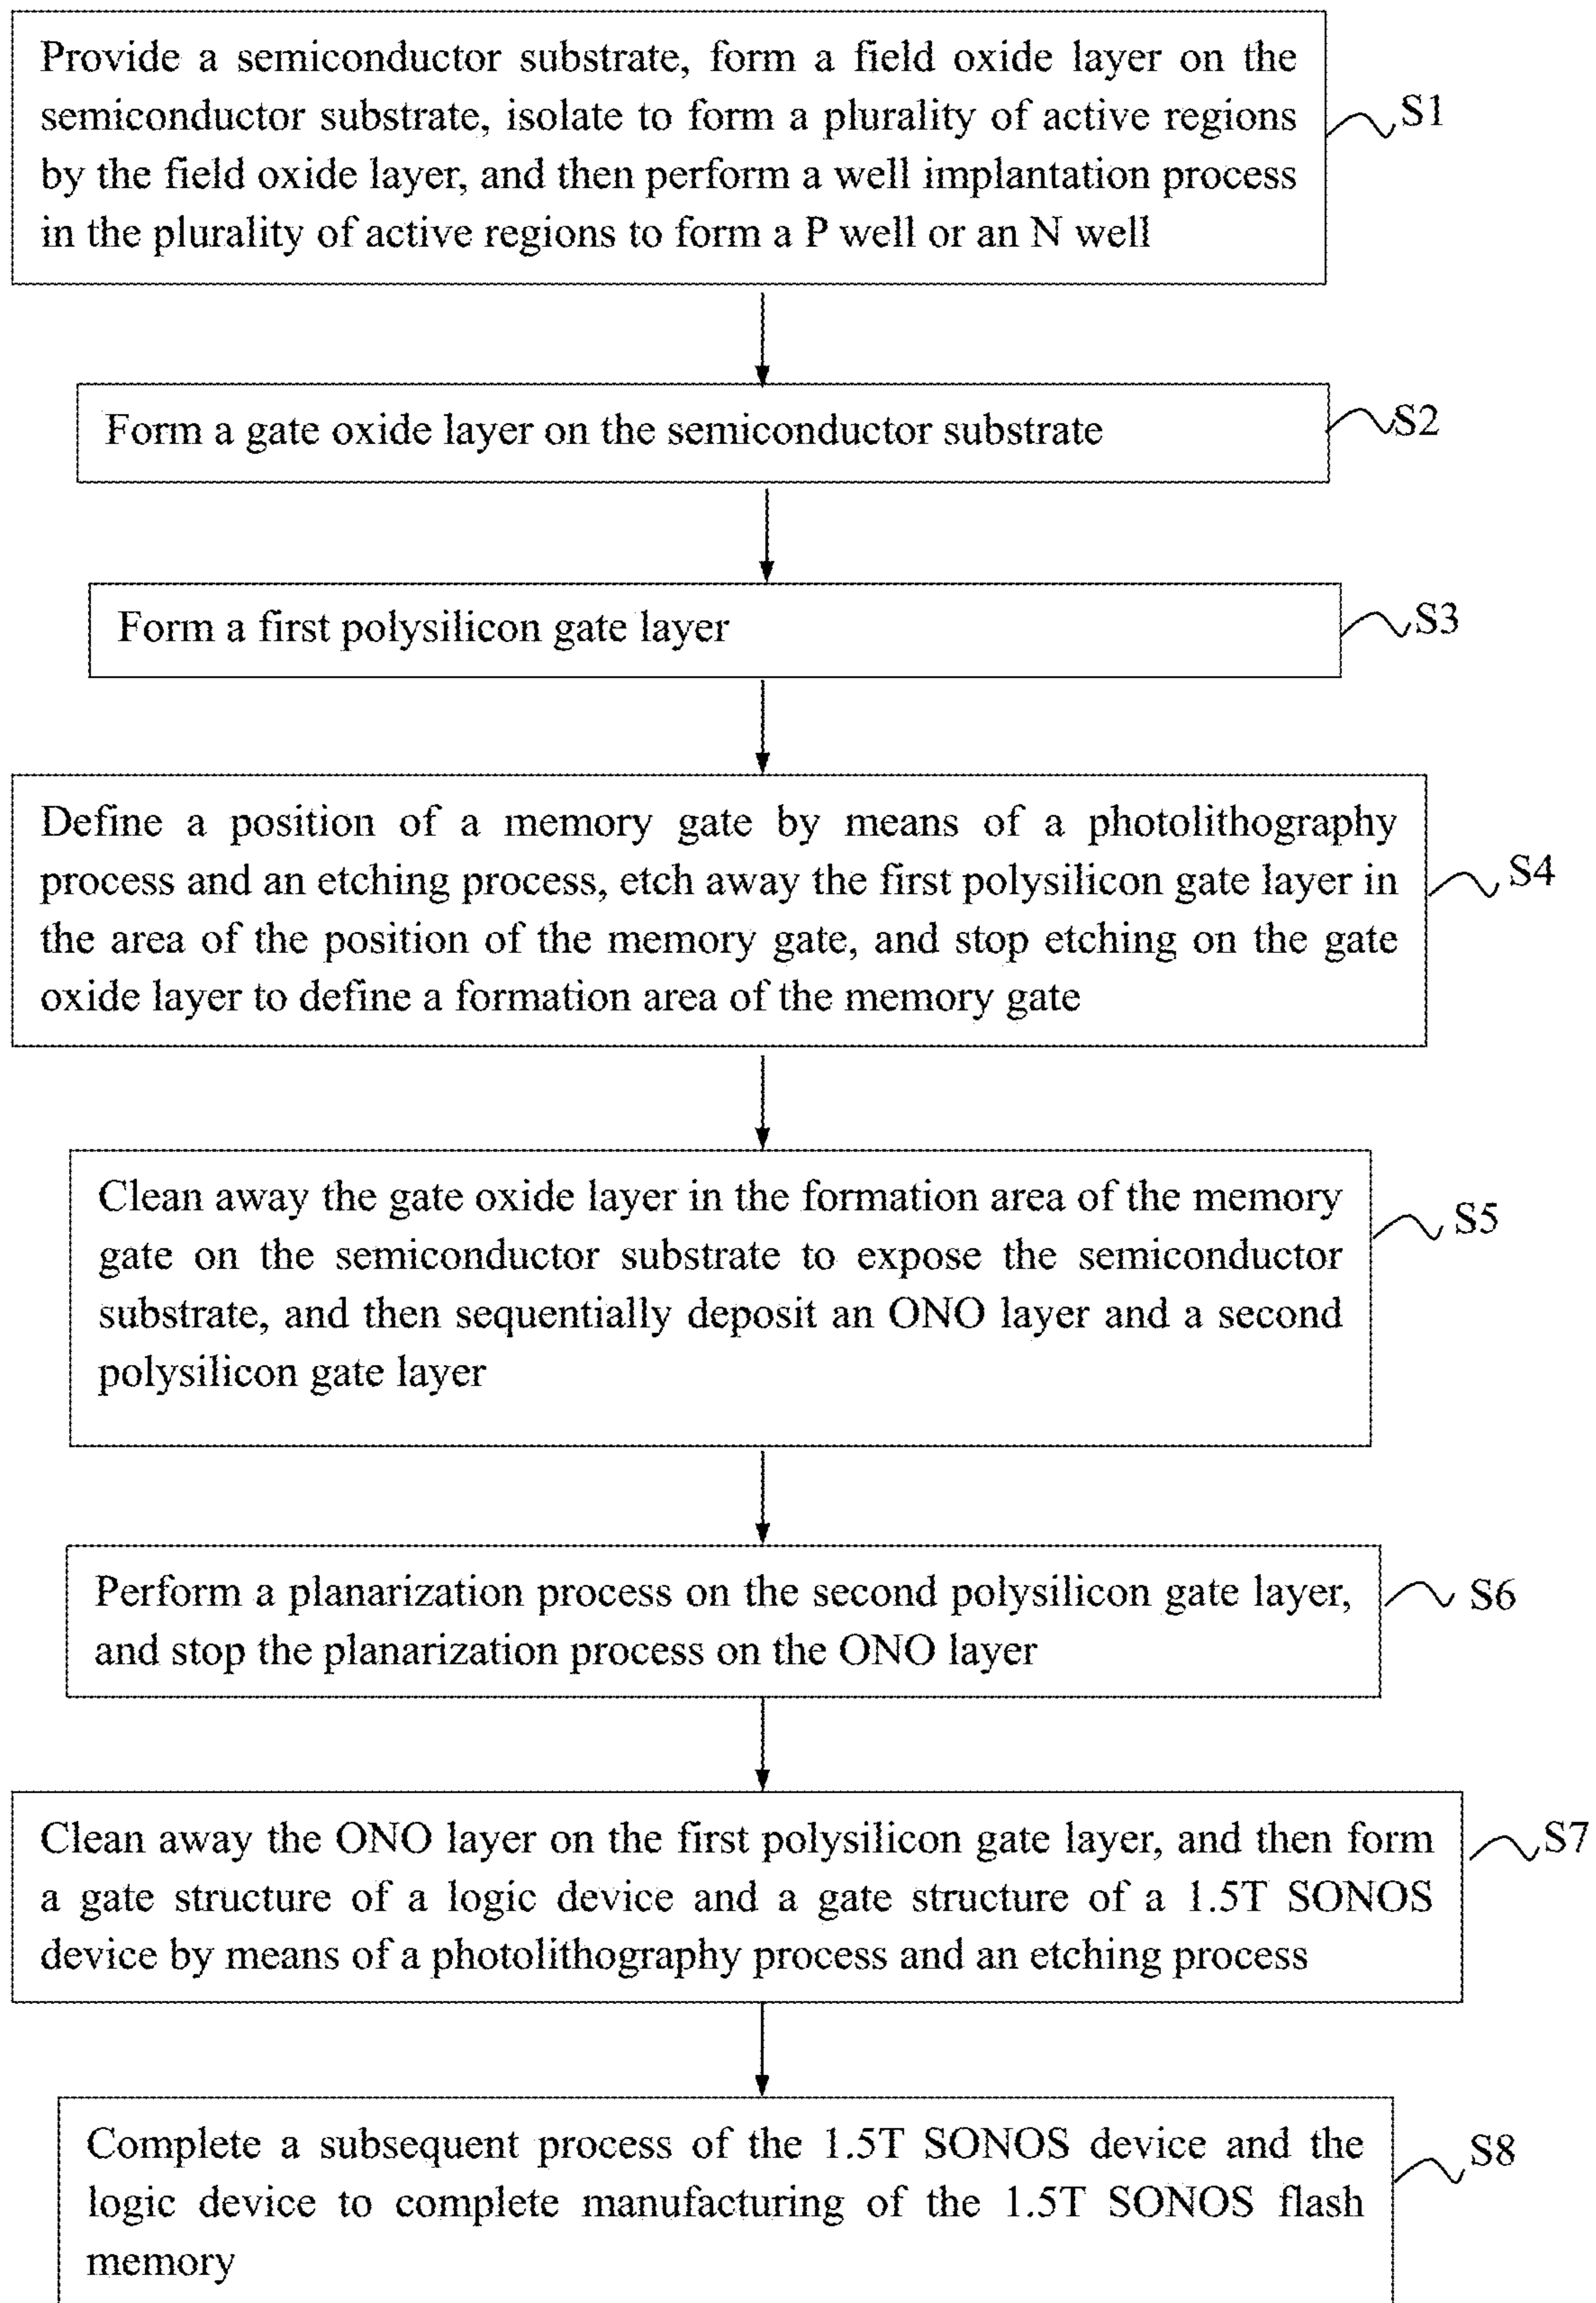 Provide a semiconductor substrate, form a field oxide layer on the
semiconductor substrate, isolate to form a plurality of active regions
by the field oxide layer, and then perform a well implantation process
in the plurality of active regions to form a P well or an N well
S1
Form a gate oxide layer on the semiconductor substrate
S2
Form a first polysilicon gate layer
S3
Define a position of a memory gate by means of a photolithography
process and an etching process, etch away the first polysilicon gate layer in
the area of the position of the memory gate, and stop etching on the gate
oxide layer to define a formation area of the memory gate
S4
Clean away the gate oxide layer in the formation area of the memory
gate on the semiconductor substrate to expose the semiconductor
substrate, and then sequentially deposit an ONO layer and a second
polysilicon gate layer
S5
Perform a planarization process on the second polysilicon gate layer,
and stop the planarization process on the ONO layer
S6
Clean away the ONO layer on the first polysilicon gate layer, and then form
a gate structure of a logic device and a gate structure of a 1.5T SONOS
device by means of a photolithography process and an etching process
S7
Complete a subsequent process of the 1.5T SONOS device and the
logic device to complete manufacturing of the 1.5T SONOS flash
memory
S8